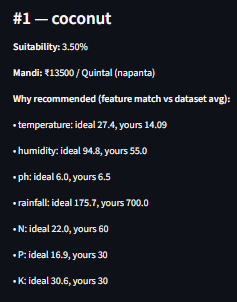 #1 — coconut
Suitability: 3.50%
Mandi: ₹13500 / Quintal (napanta)
Why recommended (feature match vs dataset avg):
• temperature: ideal 27.4, yours 14.09
• humidity: ideal 94.8, yours 55.0
• ph: ideal 6.0, yours 6.5
• rainfall: ideal 175.7, yours 700.0
• N: ideal 22.0, yours 60
• P: ideal 16.9, yours 30
• K: ideal 30.6, yours 30